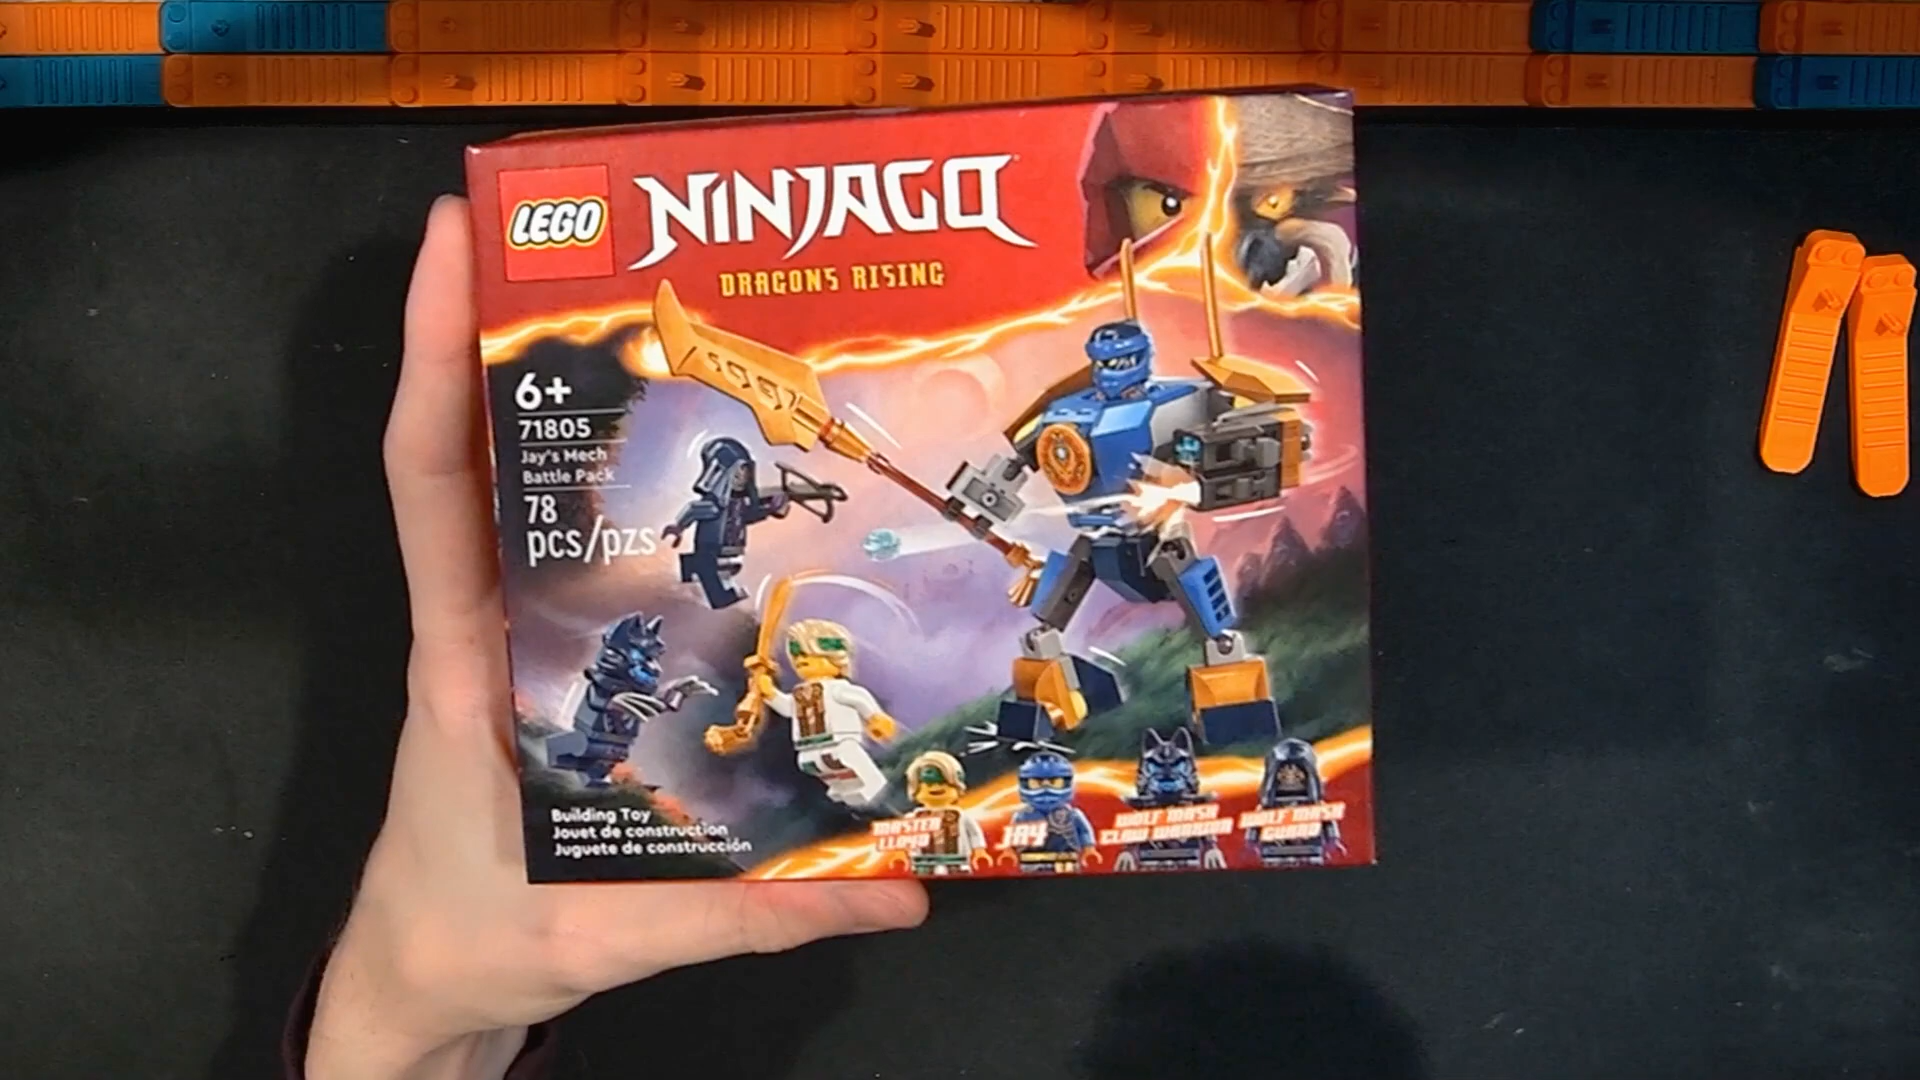 LEGO
NINJAGO
DRAGONS RISING
6+
71805
Jay's Mech
Battle Pack
78
pcs/pzs
Building Toy
Jouet de construction
Juguete de construcción
MASTER
LLOYD
JAY
WOLF MASK
CLAW WARRIOR
WOLF MASK
GUARD